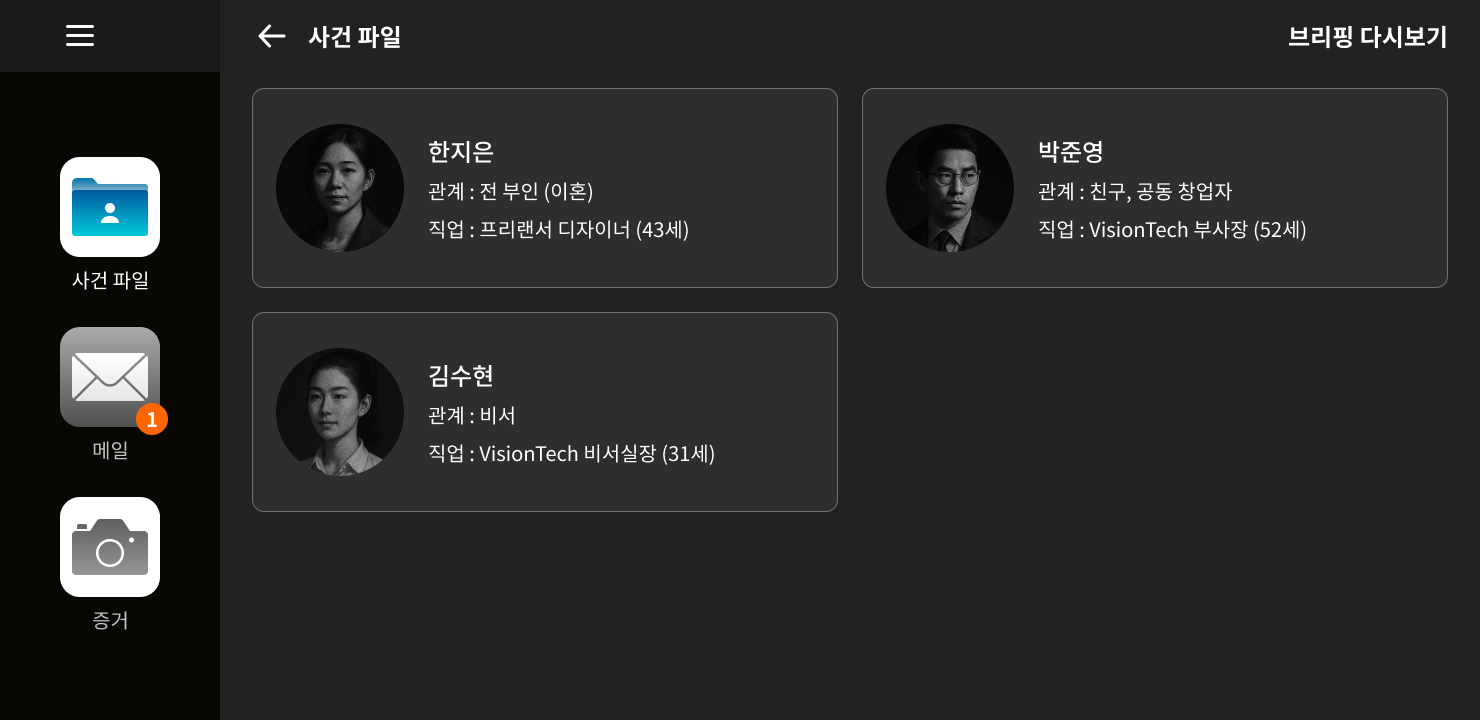 사건 파일
브리핑 다시보기
한지은
관계 : 전 부인 (이혼)
직업 : 프리랜서 디자이너 (43세)
박준영
관계 : 친구, 공동 창업자
직업 : VisionTech 부사장 (52세)
김수현
관계 : 비서
직업 : VisionTech 비서실장 (31세)
사건 파일
1
메일
증거